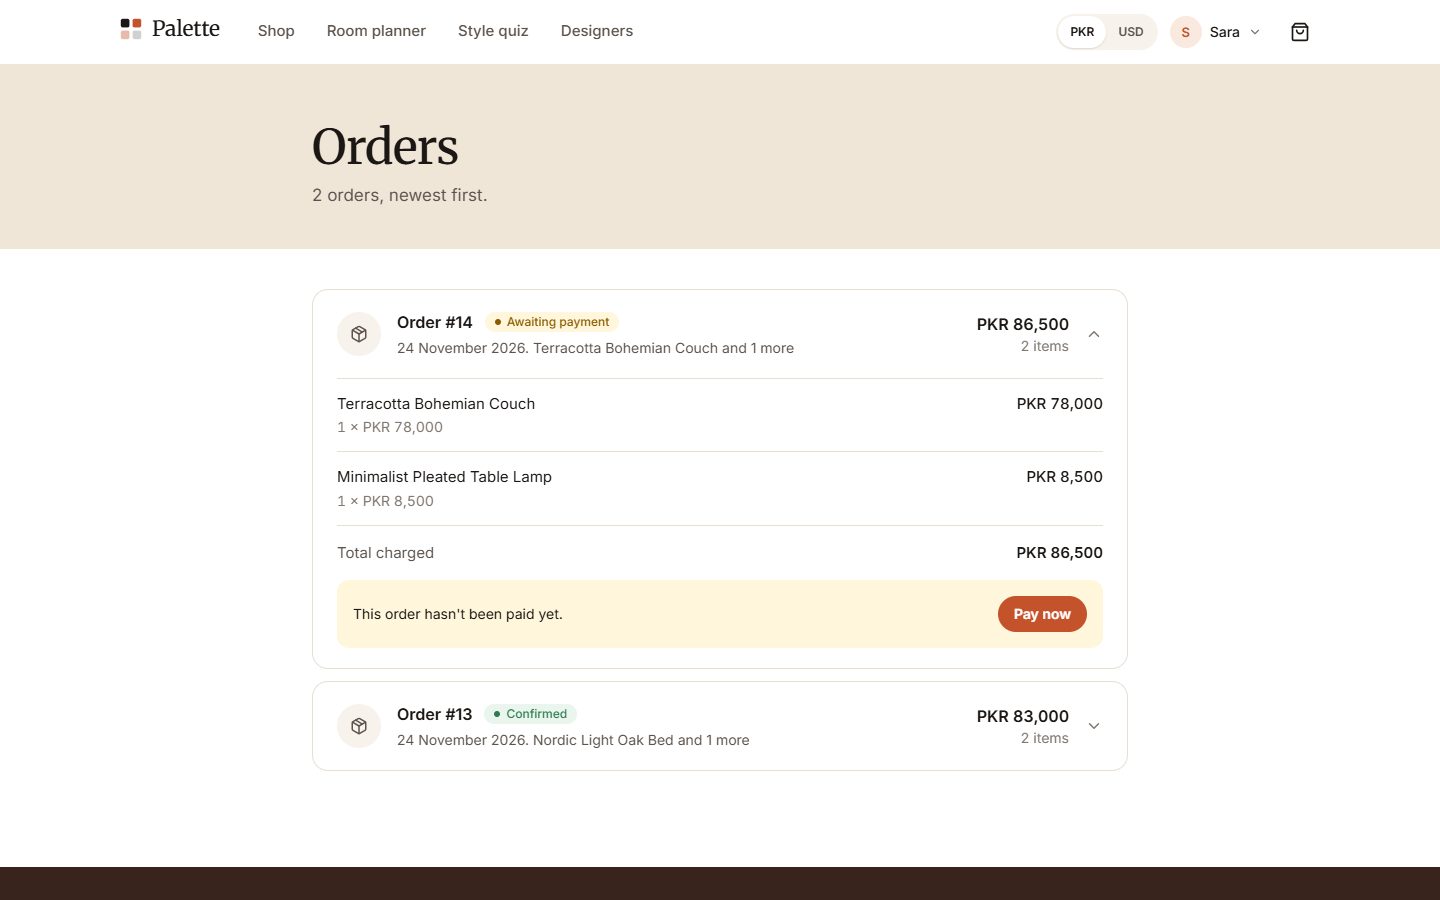 Palette
Shop
Room planner
Style quiz
Designers
PKR
USD
S
Sara
Orders
2 orders, newest first.
Order #14
Awaiting payment
PKR 86,500
24 November 2026. Terracotta Bohemian Couch and 1 more
2 items
Terracotta Bohemian Couch
PKR 78,000
1 × PKR 78,000
Minimalist Pleated Table Lamp
PKR 8,500
1 × PKR 8,500
Total charged
PKR 86,500
This order hasn't been paid yet.
Pay now
Order #13
Confirmed
PKR 83,000
24 November 2026. Nordic Light Oak Bed and 1 more
2 items